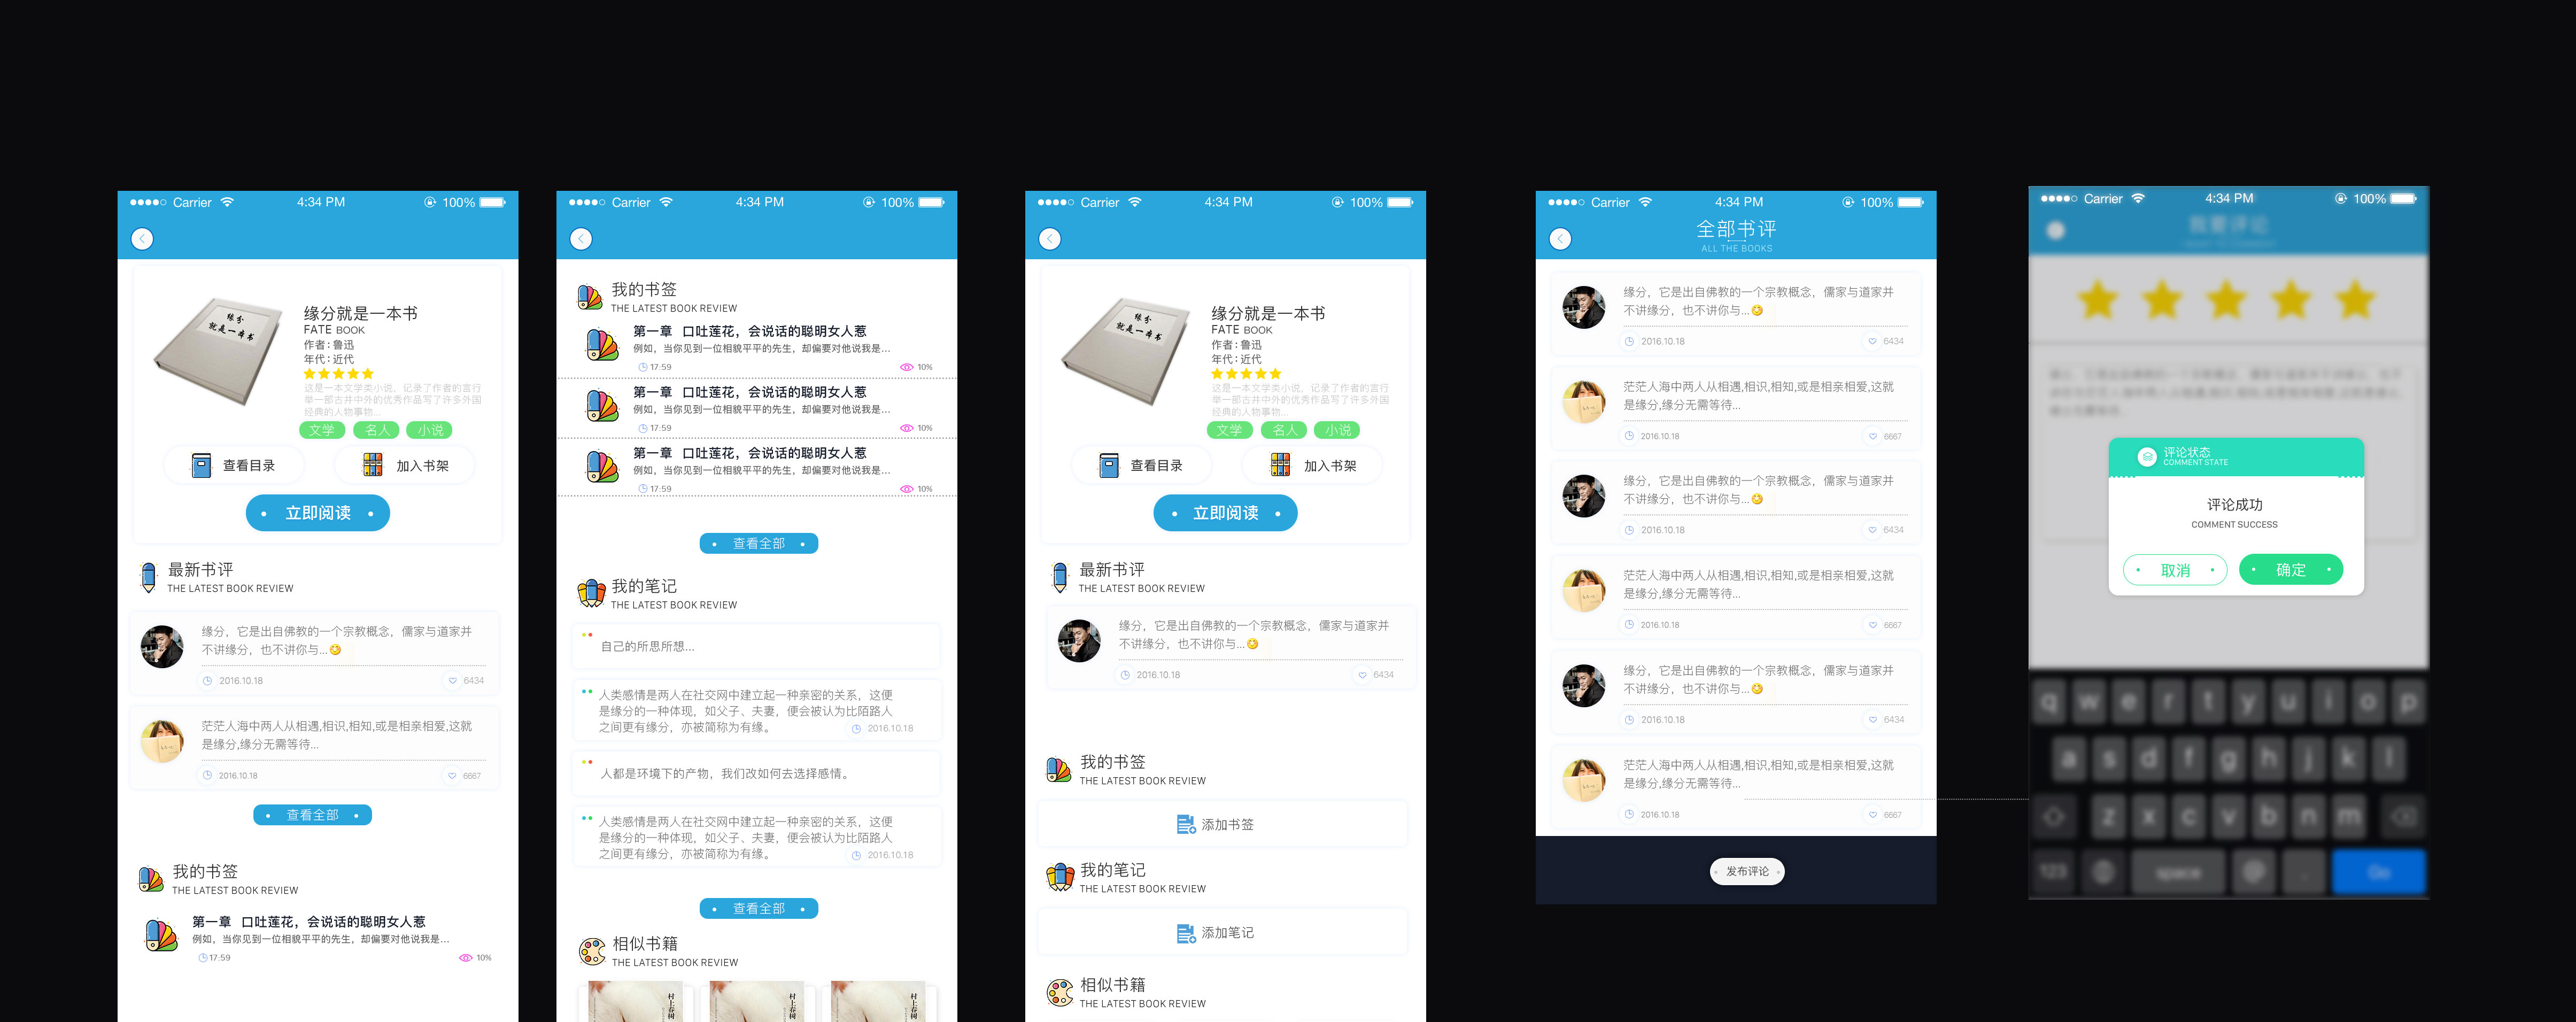 Carrier 4:34 PM 100%
缘分
就是一本书
缘分就是一本书
FATE BOOK
作者:鲁迅
年代:近代
这是一本文学类小说，记录了作者的言行
举一部古井中外的优秀作品写了许多外国
经典的人物事物...
文学 名人 小说
查看目录 加入书架
立即阅读
最新书评
THE LATEST BOOK REVIEW
缘分，它是出自佛教的一个宗教概念，儒家与道家并
不讲缘分，也不讲你与...
2016.10.18 6434
茫茫人海中两人从相遇,相识,相知,或是相亲相爱,这就
是缘分,缘分无需等待...
2016.10.18 6667
查看全部
我的书签
THE LATEST BOOK REVIEW
第一章 口吐莲花，会说话的聪明女人惹
例如，当你见到一位相貌平平的先生，却偏要对他说我是...
17:59 10%
Carrier 4:34 PM 100%
我的书签
THE LATEST BOOK REVIEW
第一章 口吐莲花，会说话的聪明女人惹
例如，当你见到一位相貌平平的先生，却偏要对他说我是...
17:59 10%
第一章 口吐莲花，会说话的聪明女人惹
例如，当你见到一位相貌平平的先生，却偏要对他说我是...
17:59 10%
第一章 口吐莲花，会说话的聪明女人惹
例如，当你见到一位相貌平平的先生，却偏要对他说我是...
17:59 10%
查看全部
我的笔记
THE LATEST BOOK REVIEW
自己的所思所想...
人类感情是两人在社交网中建立起一种亲密的关系，这便
是缘分的一种体现，如父子、夫妻，便会被认为比陌路人
之间更有缘分，亦被简称为有缘。
2016.10.18
人都是环境下的产物，我们改如何去选择感情。
人类感情是两人在社交网中建立起一种亲密的关系，这便
是缘分的一种体现，如父子、夫妻，便会被认为比陌路人
之间更有缘分，亦被简称为有缘。
2016.10.18
查看全部
相似书籍
THE LATEST BOOK REVIEW
村上春树
村上春树
村上春树
Carrier 4:34 PM 100%
缘分
就是一本书
缘分就是一本书
FATE BOOK
作者:鲁迅
年代:近代
这是一本文学类小说，记录了作者的言行
举一部古井中外的优秀作品写了许多外国
经典的人物事物...
文学 名人 小说
查看目录 加入书架
立即阅读
最新书评
THE LATEST BOOK REVIEW
缘分，它是出自佛教的一个宗教概念，儒家与道家并
不讲缘分，也不讲你与...
2016.10.18 6434
我的书签
THE LATEST BOOK REVIEW
添加书签
我的笔记
THE LATEST BOOK REVIEW
添加笔记
相似书籍
THE LATEST BOOK REVIEW
Carrier 4:34 PM 100%
全部书评
ALL THE BOOKS
缘分，它是出自佛教的一个宗教概念，儒家与道家并
不讲缘分，也不讲你与...
2016.10.18 6434
茫茫人海中两人从相遇,相识,相知,或是相亲相爱,这就
是缘分,缘分无需等待...
2016.10.18 6667
缘分，它是出自佛教的一个宗教概念，儒家与道家并
不讲缘分，也不讲你与...
2016.10.18 6434
茫茫人海中两人从相遇,相识,相知,或是相亲相爱,这就
是缘分,缘分无需等待...
2016.10.18 6667
缘分，它是出自佛教的一个宗教概念，儒家与道家并
不讲缘分，也不讲你与...
2016.10.18 6434
茫茫人海中两人从相遇,相识,相知,或是相亲相爱,这就
是缘分,缘分无需等待...
2016.10.18 6667
发布评论
Carrier 4:34 PM 100%
我要评论
评论状态
COMMENT STATE
评论成功
COMMENT SUCCESS
取消 确定
q w e r t y u i o p
a s d f g h j k l
z x c v b n m
123 space @ . Go